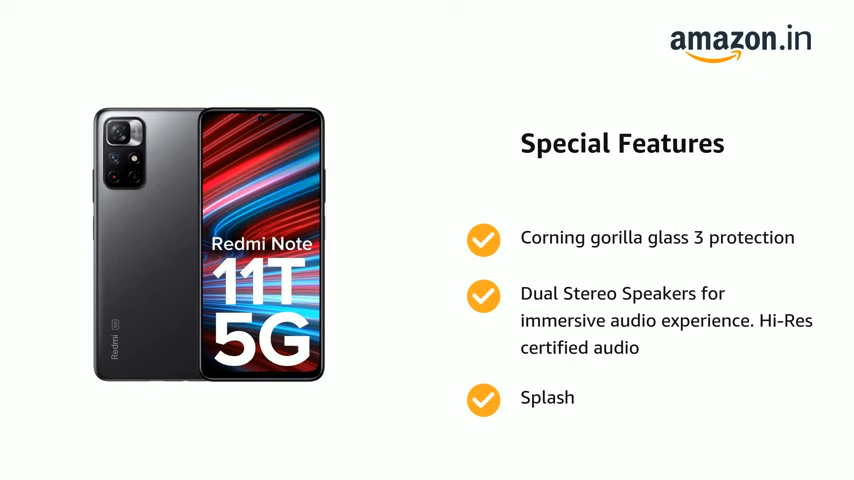 amazon.in
Special Features
Corning gorilla glass 3 protection
Dual Stereo Speakers for
immersive audio experience. Hi-Res
certified audio
Splash
Redmi Note
11T
5G
Redmi 5G